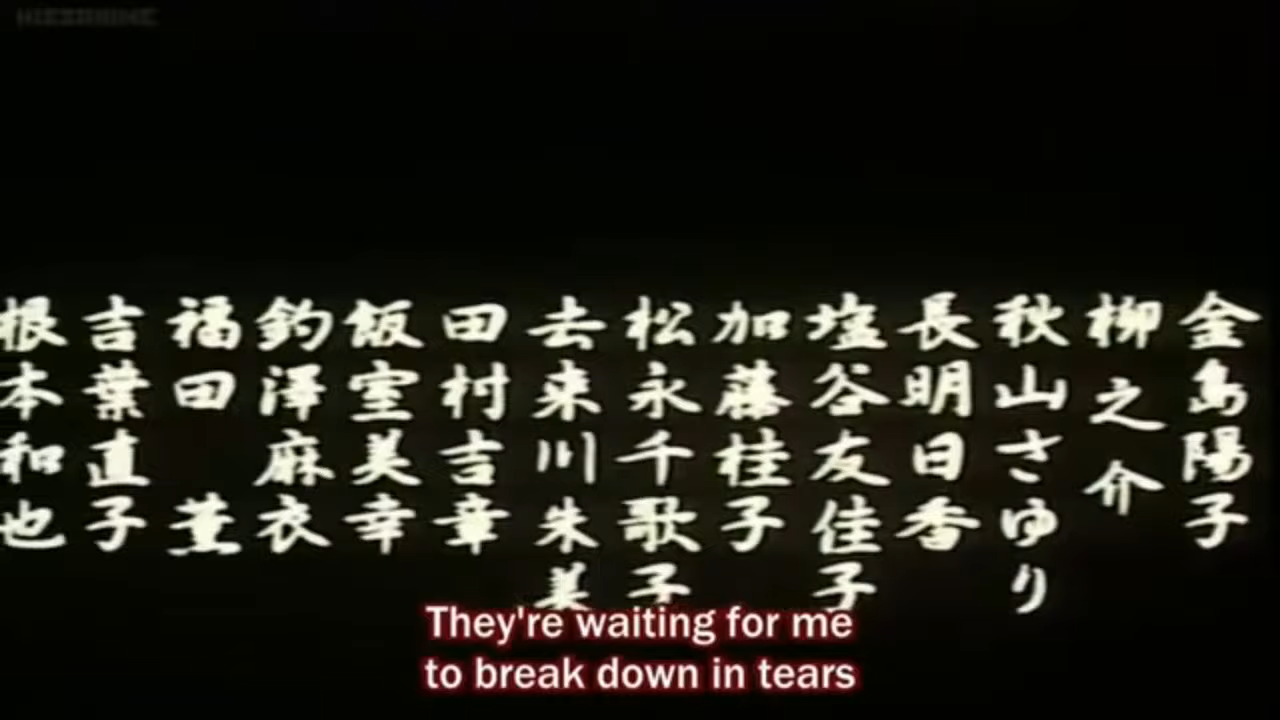 金島陽子
柳之介
秋山さゆり
長明日香
塩谷友佳子
加藤桂子
松永千歌子
去来川朱美
田村吉章
飯室美幸
釣澤麻衣
福田薫
吉葉直子
根本和也
They're waiting for me
to break down in tears